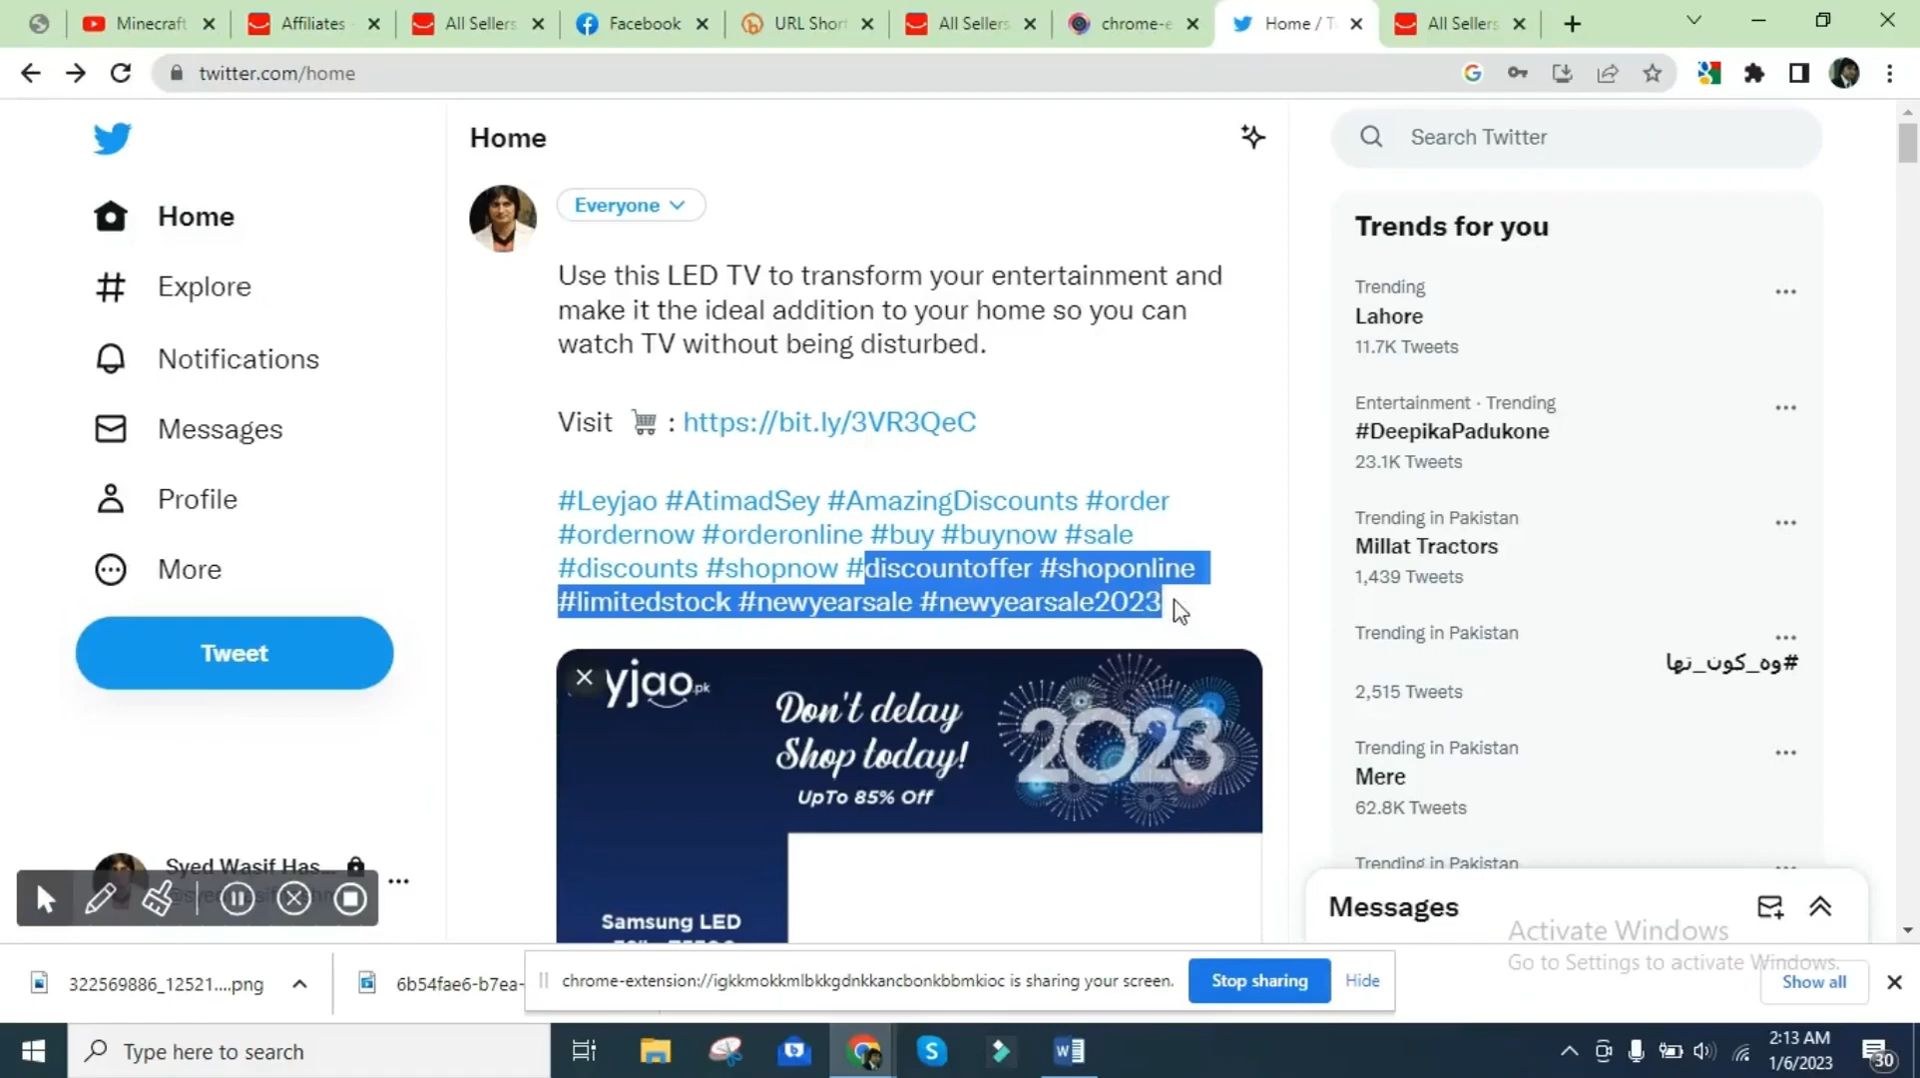 Minecraft
Affiliates
All Sellers
Facebook
URL Shor
All Sellers
chrome-e
Home / T
All Sellers
twitter.com/home
Home
Explore
Notifications
Messages
Profile
More
Tweet
Syed Wasif Has...
Home
Everyone
Use this LED TV to transform your entertainment and
make it the ideal addition to your home so you can
watch TV without being disturbed.
Visit 🛒 : https://bit.ly/3VR3QeC
#Leyjao #AtimadSey #AmazingDiscounts #order
#ordernow #orderonline #buy #buynow #sale
#discounts #shopnow #discountoffer #shoponline
#limitedstock #newyearsale #newyearsale2023
yjao.pk
Don't delay
Shop today!
UpTo 85% Off
2023
Samsung LED
Search Twitter
Trends for you
Trending
Lahore
11.7K Tweets
Entertainment · Trending
#DeepikaPadukone
23.1K Tweets
Trending in Pakistan
Millat Tractors
1,439 Tweets
Trending in Pakistan
#وہ_کون_تھا
2,515 Tweets
Trending in Pakistan
Mere
62.8K Tweets
Trending in Pakistan
Messages
Activate Windows
Go to Settings to activate Windows.
322569886_12521....png
6b54fae6-b7ea-
chrome-extension://igkkmokkmlbkkgdnkkancbonkbbmkioc is sharing your screen.
Stop sharing
Hide
Show all
Type here to search
2:13 AM
1/6/2023
30